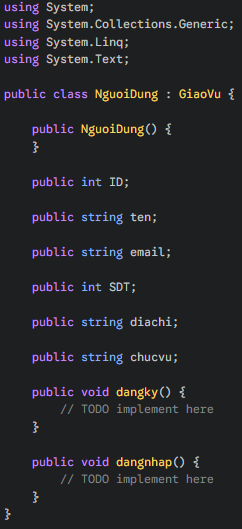 using System;
using System.Collections.Generic;
using System.Linq;
using System.Text;

public class NguoiDung : GiaoVu {

    public NguoiDung() {
    }

    public int ID;

    public string ten;

    public string email;

    public int SDT;

    public string diachi;

    public string chucvu;

    public void dangky() {
        // TODO implement here
    }

    public void dangnhap() {
        // TODO implement here
    }
}